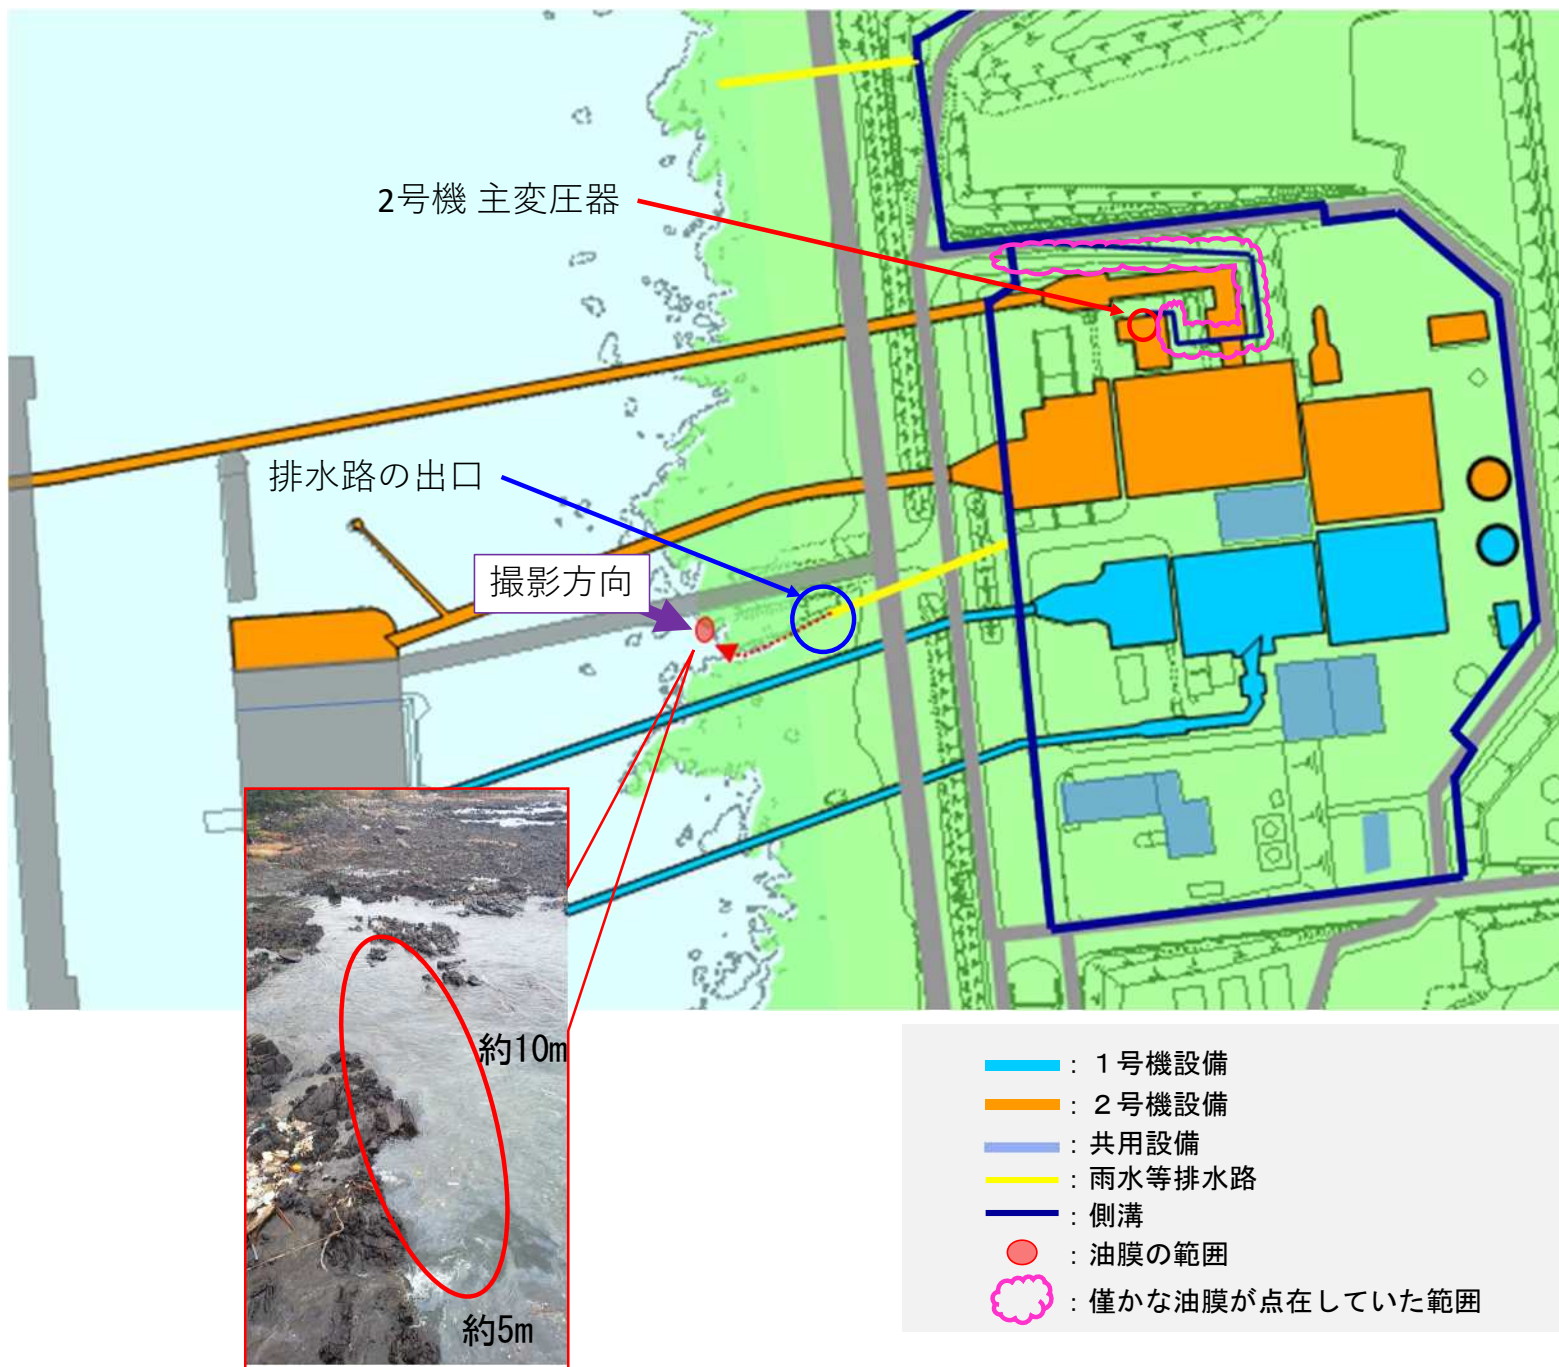 2号機 主変圧器
排水路の出口
撮影方向
約10m
約5m
: １号機設備
: ２号機設備
: 共用設備
: 雨水等排水路
: 側溝
: 油膜の範囲
: 僅かな油膜が点在していた範囲